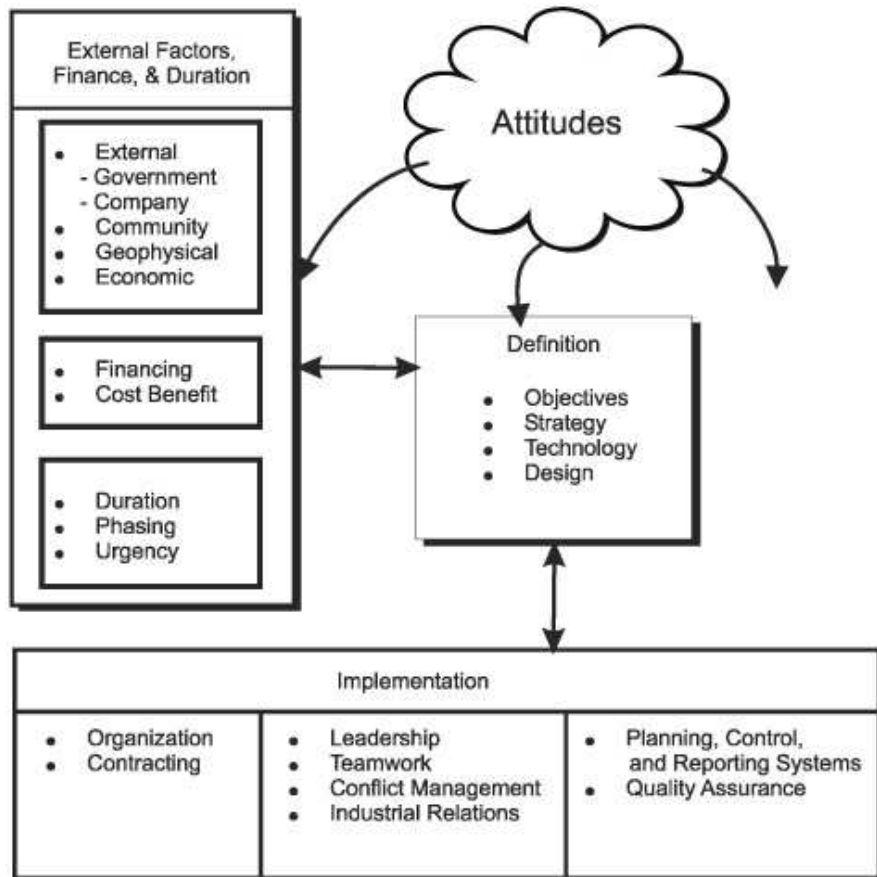 External Factors,
Finance, & Duration
• External
- Government
- Company
• Community
• Geophysical
• Economic
• Financing
• Cost Benefit
• Duration
• Phasing
• Urgency
Attitudes
Definition
• Objectives
• Strategy
• Technology
• Design
Implementation
• Organization
• Contracting
• Leadership
• Teamwork
• Conflict Management
• Industrial Relations
• Planning, Control,
and Reporting Systems
• Quality Assurance